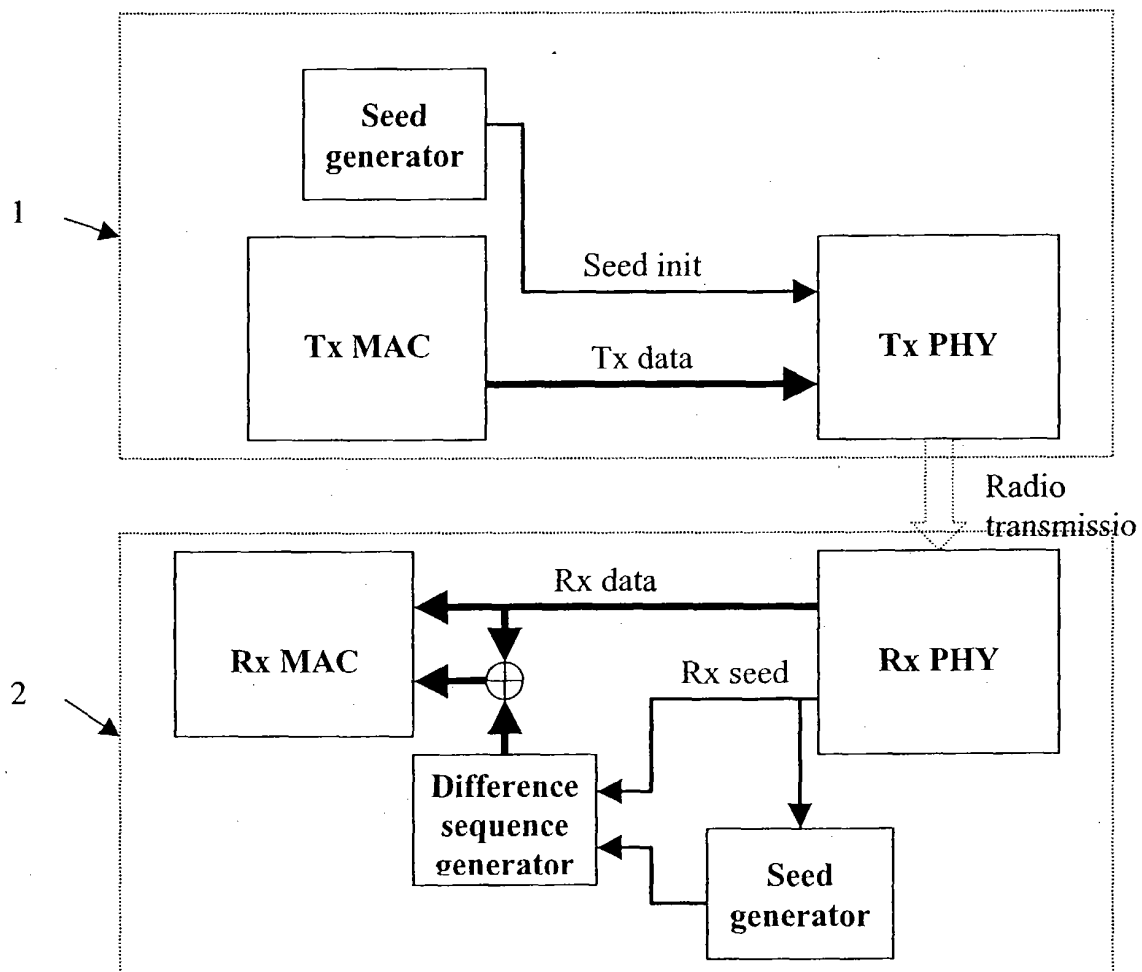 Seed
generator
1
Seed init
Tx MAC
Tx PHY
Tx data
Radio
transmissio
Rx data
Rx MAC
Rx PHY
Rx seed
2
Difference
sequence
generator
Seed
generator